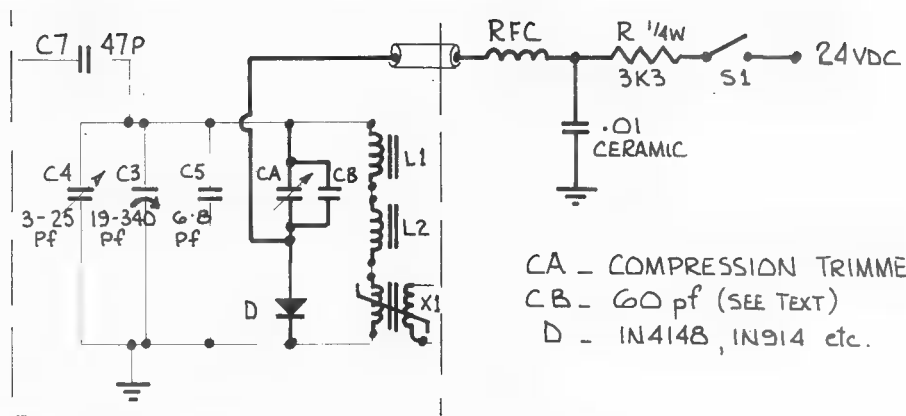 C7 47P
RFC
R 1/4W
3K3
S1
24VDC
.01
CERAMIC
C4
3-25
Pf
C3
19-340
Pf
C5
6.8
Pf
CA
CB
L1
L2
X1
D
CA - COMPRESSION TRIMME
CB - 60 pf (SEE TEXT)
D - IN4148, IN914 etc.